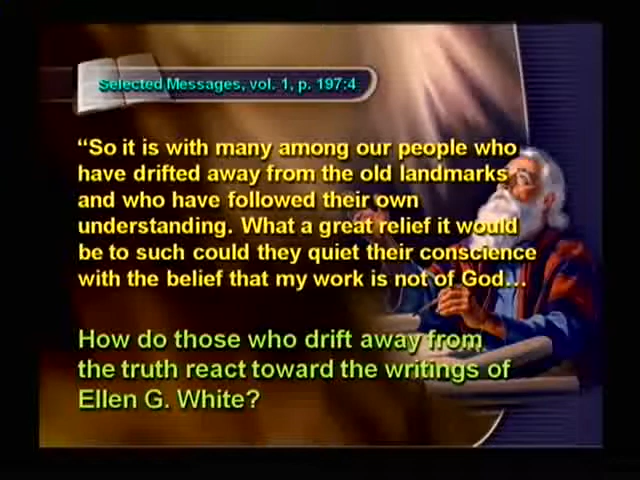 Selected Messages, vol. 1, p. 197:4
“So it is with many among our people who
have drifted away from the old landmarks
and who have followed their own
understanding. What a great relief it would
be to such could they quiet their conscience
with the belief that my work is not of God...
How do those who drift away from
the truth react toward the writings of
Ellen G. White?